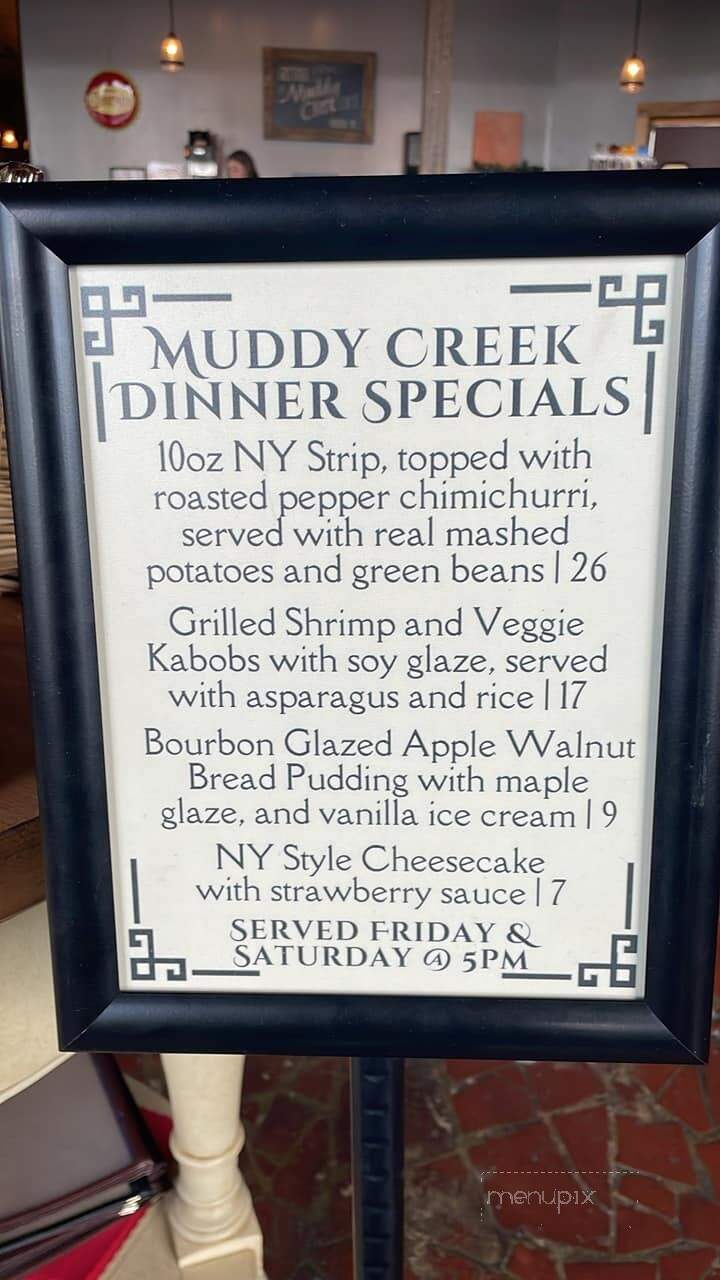 Muddy
Creek
MUDDY CREEK
DINNER SPECIALS
10oz NY Strip, topped with
roasted pepper chimichurri,
served with real mashed
potatoes and green beans | 26
Grilled Shrimp and Veggie
Kabobs with soy glaze, served
with asparagus and rice | 17
Bourbon Glazed Apple Walnut
Bread Pudding with maple
glaze, and vanilla ice cream | 9
NY Style Cheesecake
with strawberry sauce | 7
SERVED FRIDAY &
SATURDAY @ 5PM
menupix